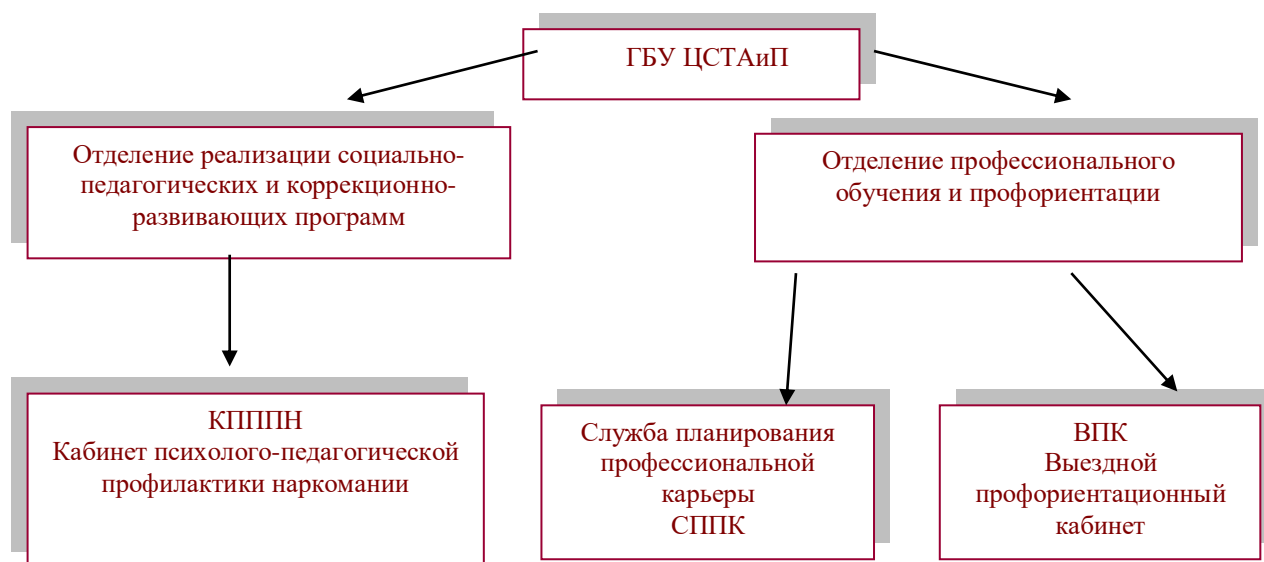 ГБУ ЦСТАиП
Отделение реализации социально-
педагогических и коррекционно-
развивающих программ
Отделение профессионального
обучения и профориентации
КПППН
Кабинет психолого-педагогической
профилактики наркомании
Служба планирования
профессиональной
карьеры
СППК
ВПК
Выездной
профориентационный
кабинет